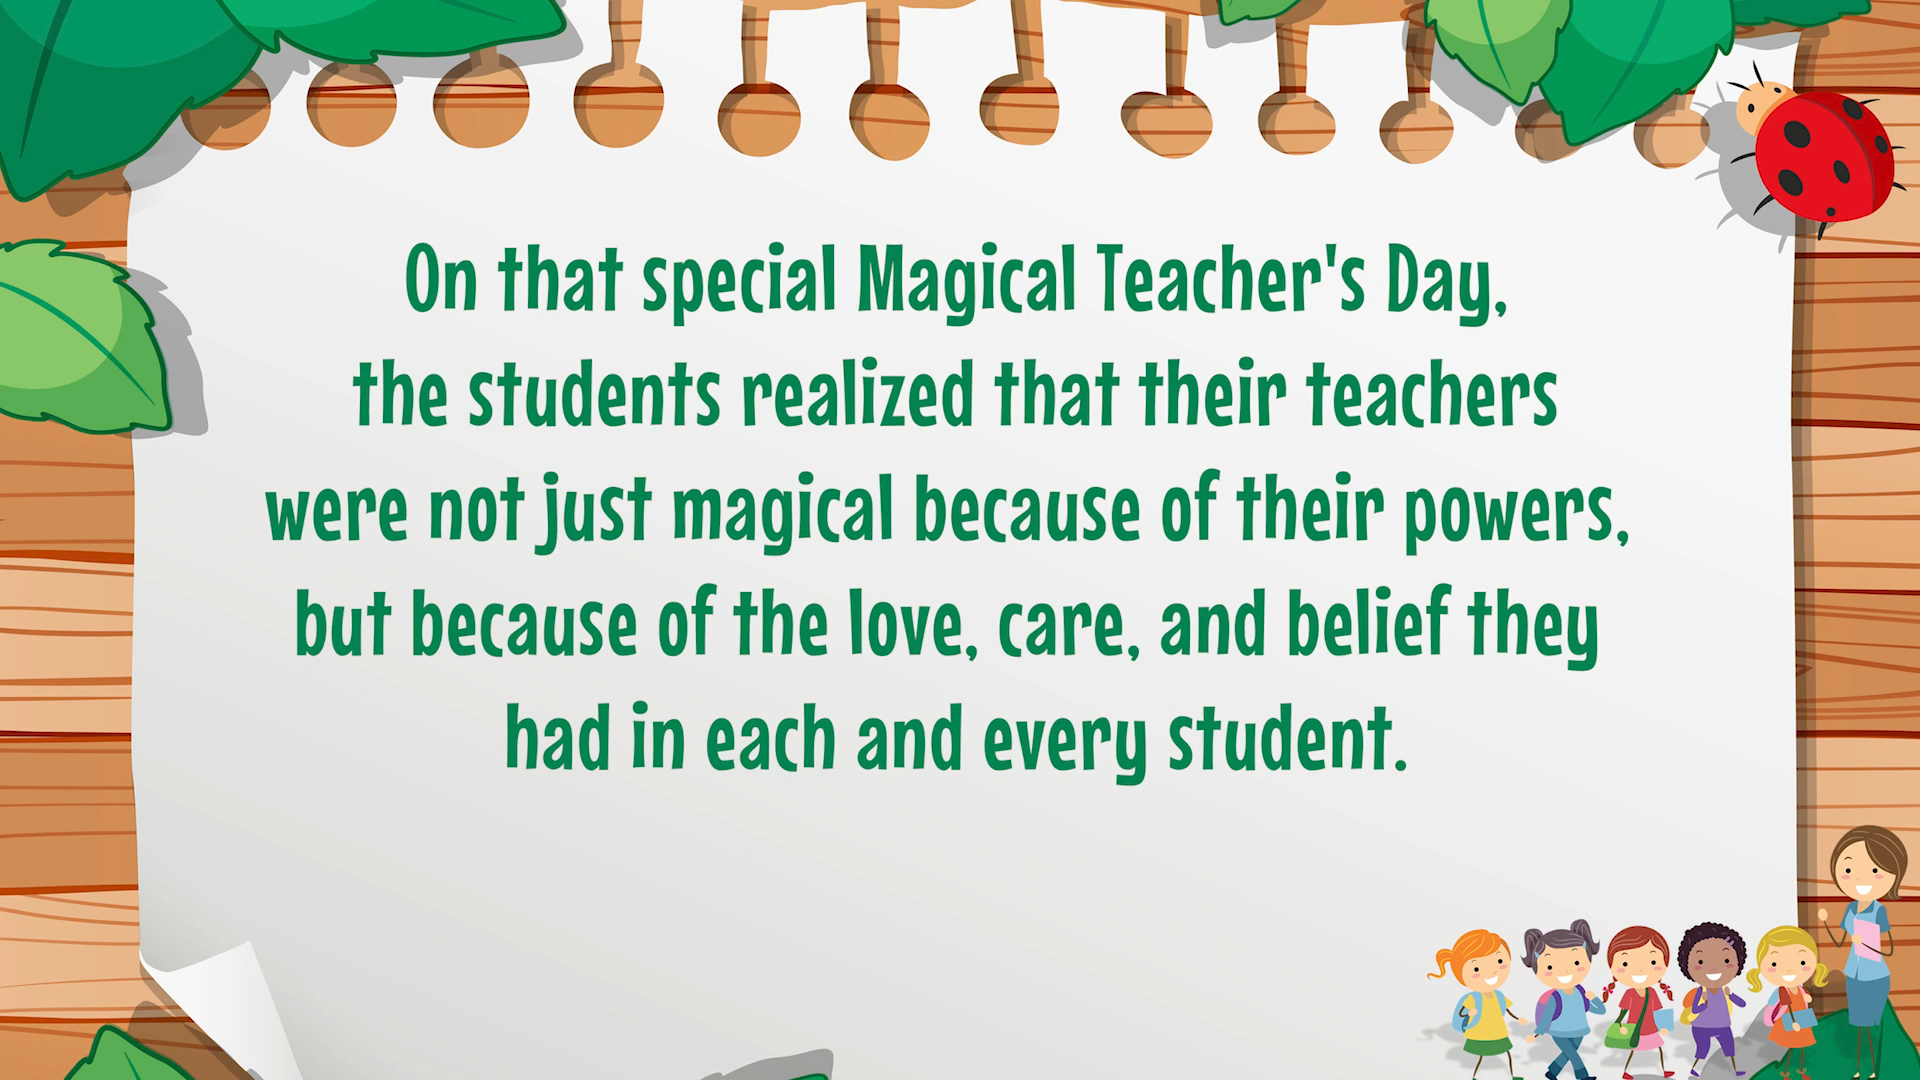 On that special Magical Teacher's Day,
the students realized that their teachers
were not just magical because of their powers,
but because of the love, care, and belief they
had in each and every student.